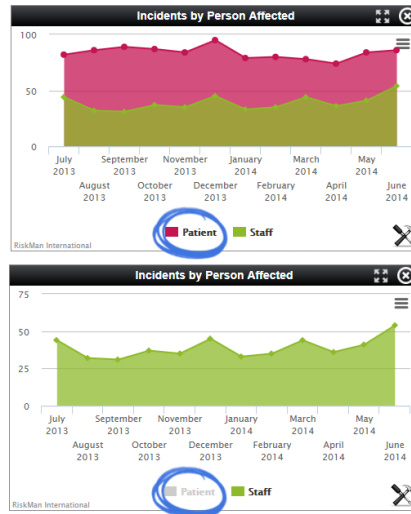 Incidents by Person Affected
100
50
0
July September November January March May
2013 2013 2013 2014 2014 2014
August October December February April June
2013 2013 2013 2014 2014 2014
Patient Staff
RiskMan International
Incidents by Person Affected
75
50
25
0
July September November January March May
2013 2013 2013 2014 2014 2014
August October December February April June
2013 2013 2013 2014 2014 2014
Patient Staff
RiskMan International